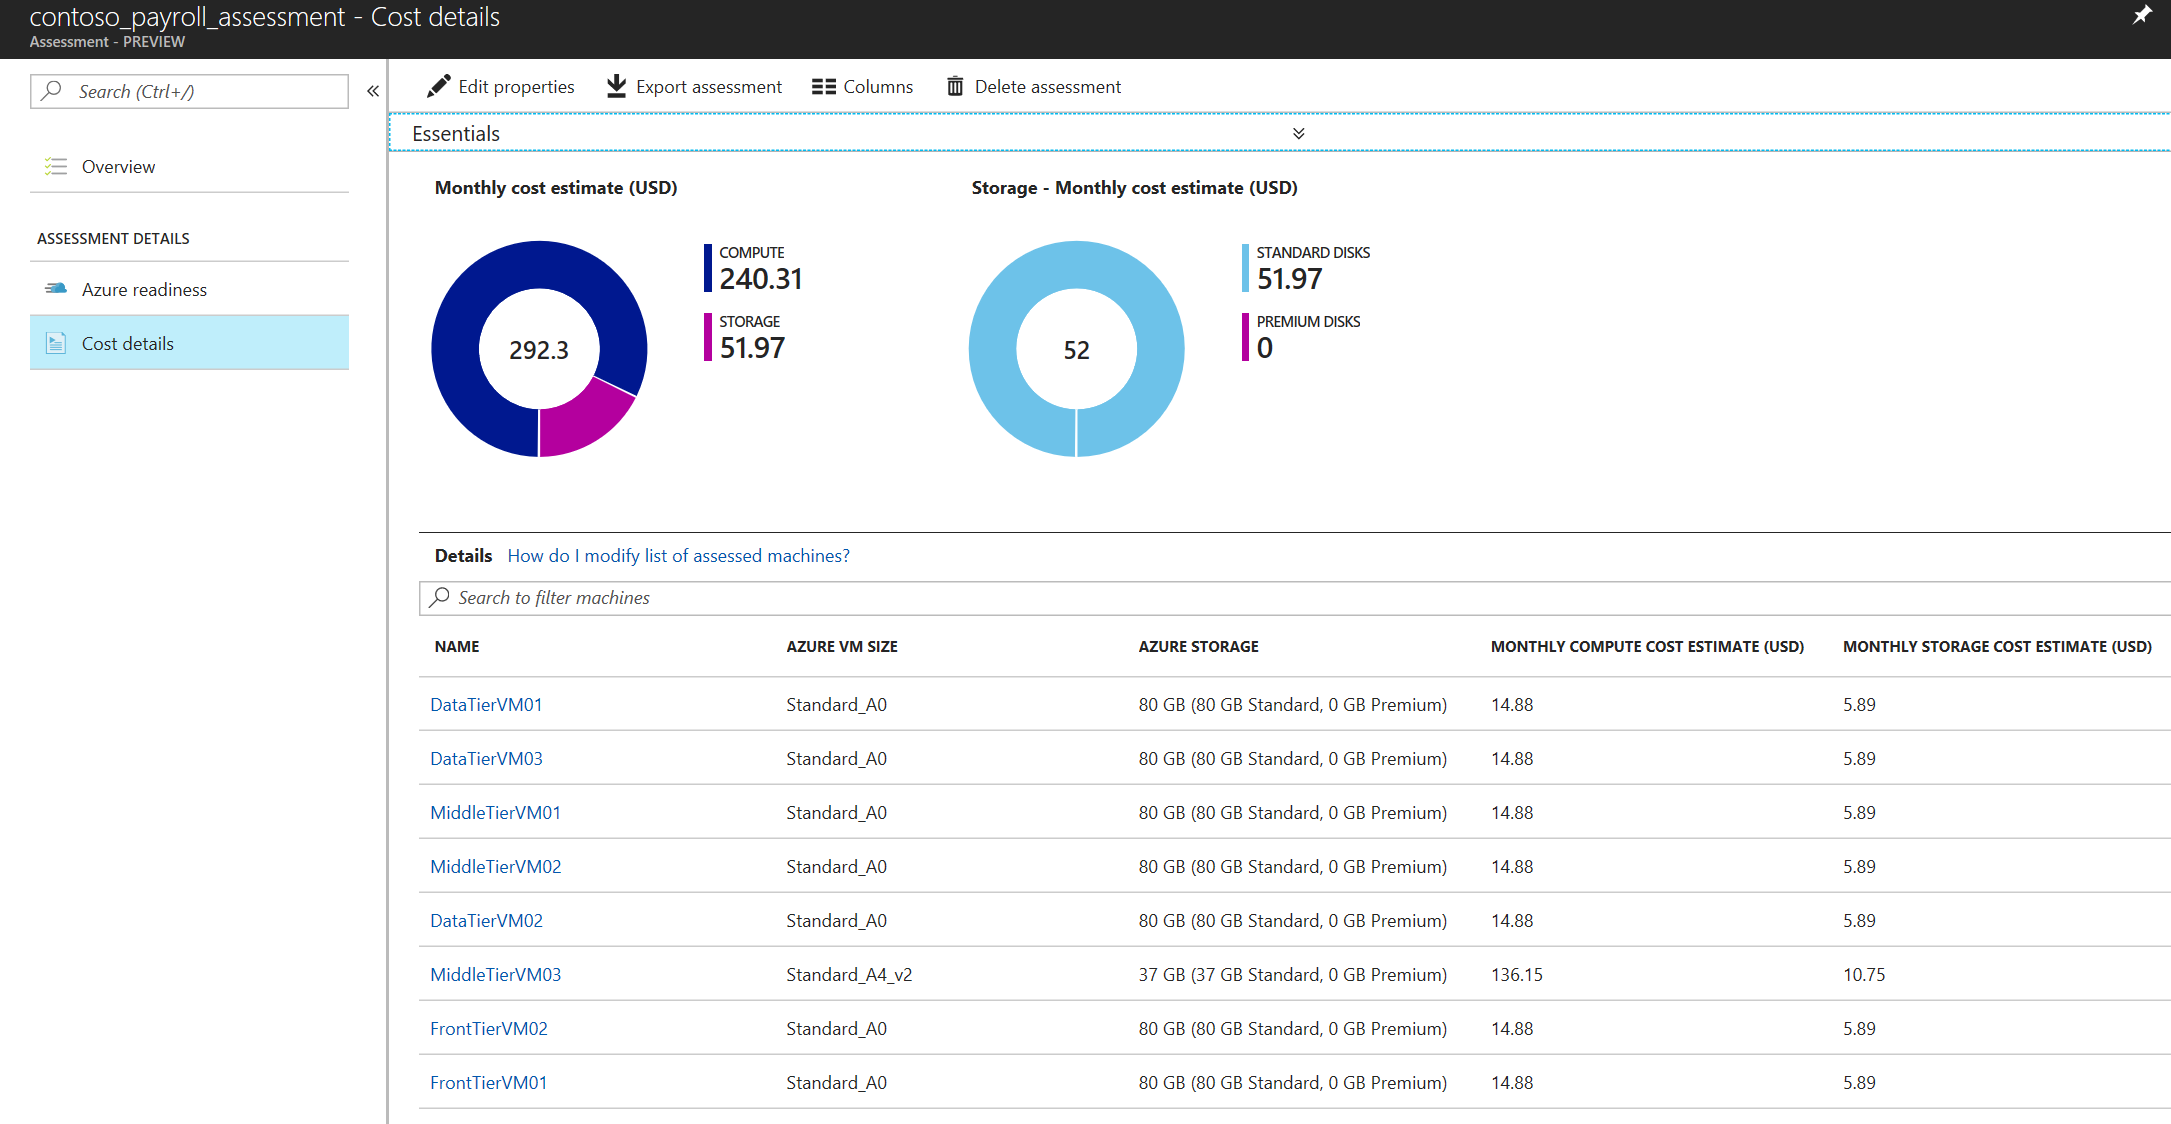 contoso_payroll_assessment - Cost details
Assessment - PREVIEW
Search (Ctrl+/)
Overview
ASSESSMENT DETAILS
Azure readiness
Cost details
Edit properties Export assessment Columns Delete assessment
Essentials
Monthly cost estimate (USD)
292.3
COMPUTE
240.31
STORAGE
51.97
Storage - Monthly cost estimate (USD)
52
STANDARD DISKS
51.97
PREMIUM DISKS
0
Details How do I modify list of assessed machines?
Search to filter machines
NAME AZURE VM SIZE AZURE STORAGE MONTHLY COMPUTE COST ESTIMATE (USD) MONTHLY STORAGE COST ESTIMATE (USD)
DataTierVM01 Standard_A0 80 GB (80 GB Standard, 0 GB Premium) 14.88 5.89
DataTierVM03 Standard_A0 80 GB (80 GB Standard, 0 GB Premium) 14.88 5.89
MiddleTierVM01 Standard_A0 80 GB (80 GB Standard, 0 GB Premium) 14.88 5.89
MiddleTierVM02 Standard_A0 80 GB (80 GB Standard, 0 GB Premium) 14.88 5.89
DataTierVM02 Standard_A0 80 GB (80 GB Standard, 0 GB Premium) 14.88 5.89
MiddleTierVM03 Standard_A4_v2 37 GB (37 GB Standard, 0 GB Premium) 136.15 10.75
FrontTierVM02 Standard_A0 80 GB (80 GB Standard, 0 GB Premium) 14.88 5.89
FrontTierVM01 Standard_A0 80 GB (80 GB Standard, 0 GB Premium) 14.88 5.89